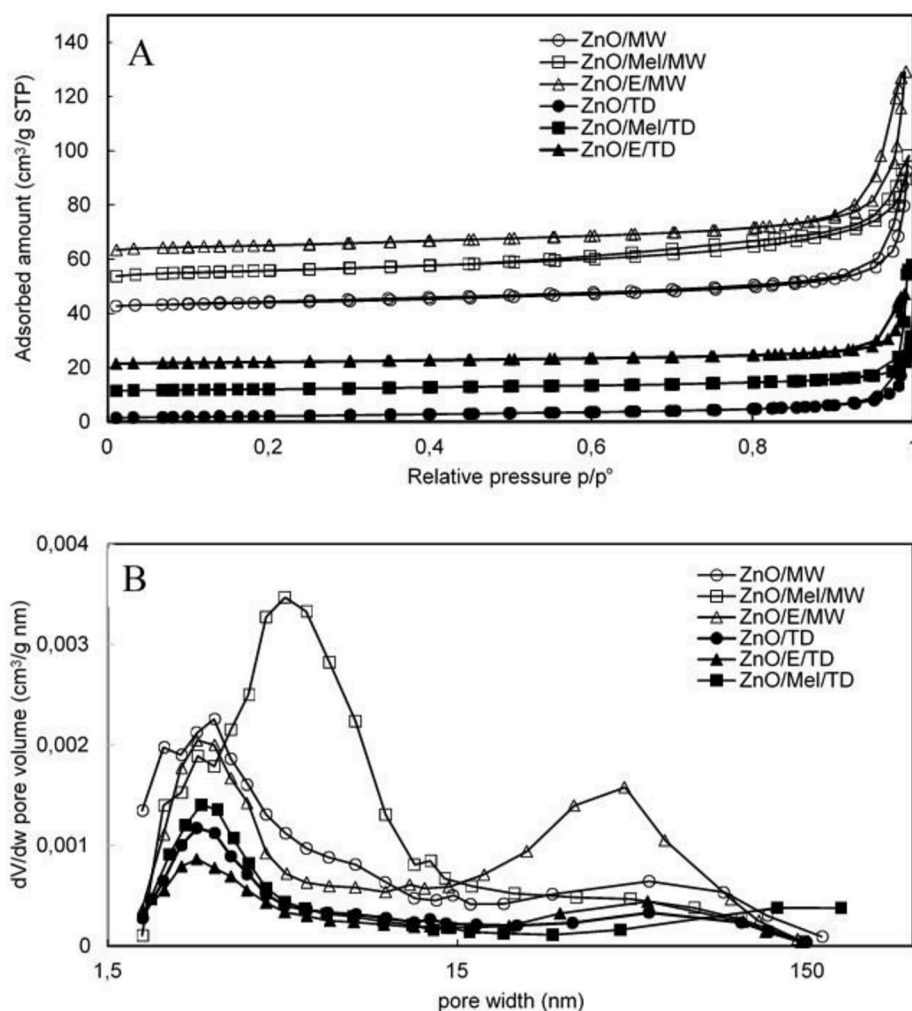 A
140
120
100
80
60
40
20
0
Adsorbed amount (cm³/g STP)
ZnO/MW
ZnO/Mel/MW
ZnO/E/MW
ZnO/TD
ZnO/Mel/TD
ZnO/E/TD
0 0,2 0,4 0,6 0,8 1
Relative pressure p/p°
B
0,004
0,003
0,002
0,001
0
dV/dw pore volume (cm³/g nm)
ZnO/MW
ZnO/Mel/MW
ZnO/E/MW
ZnO/TD
ZnO/E/TD
ZnO/Mel/TD
1,5 15 150
pore width (nm)